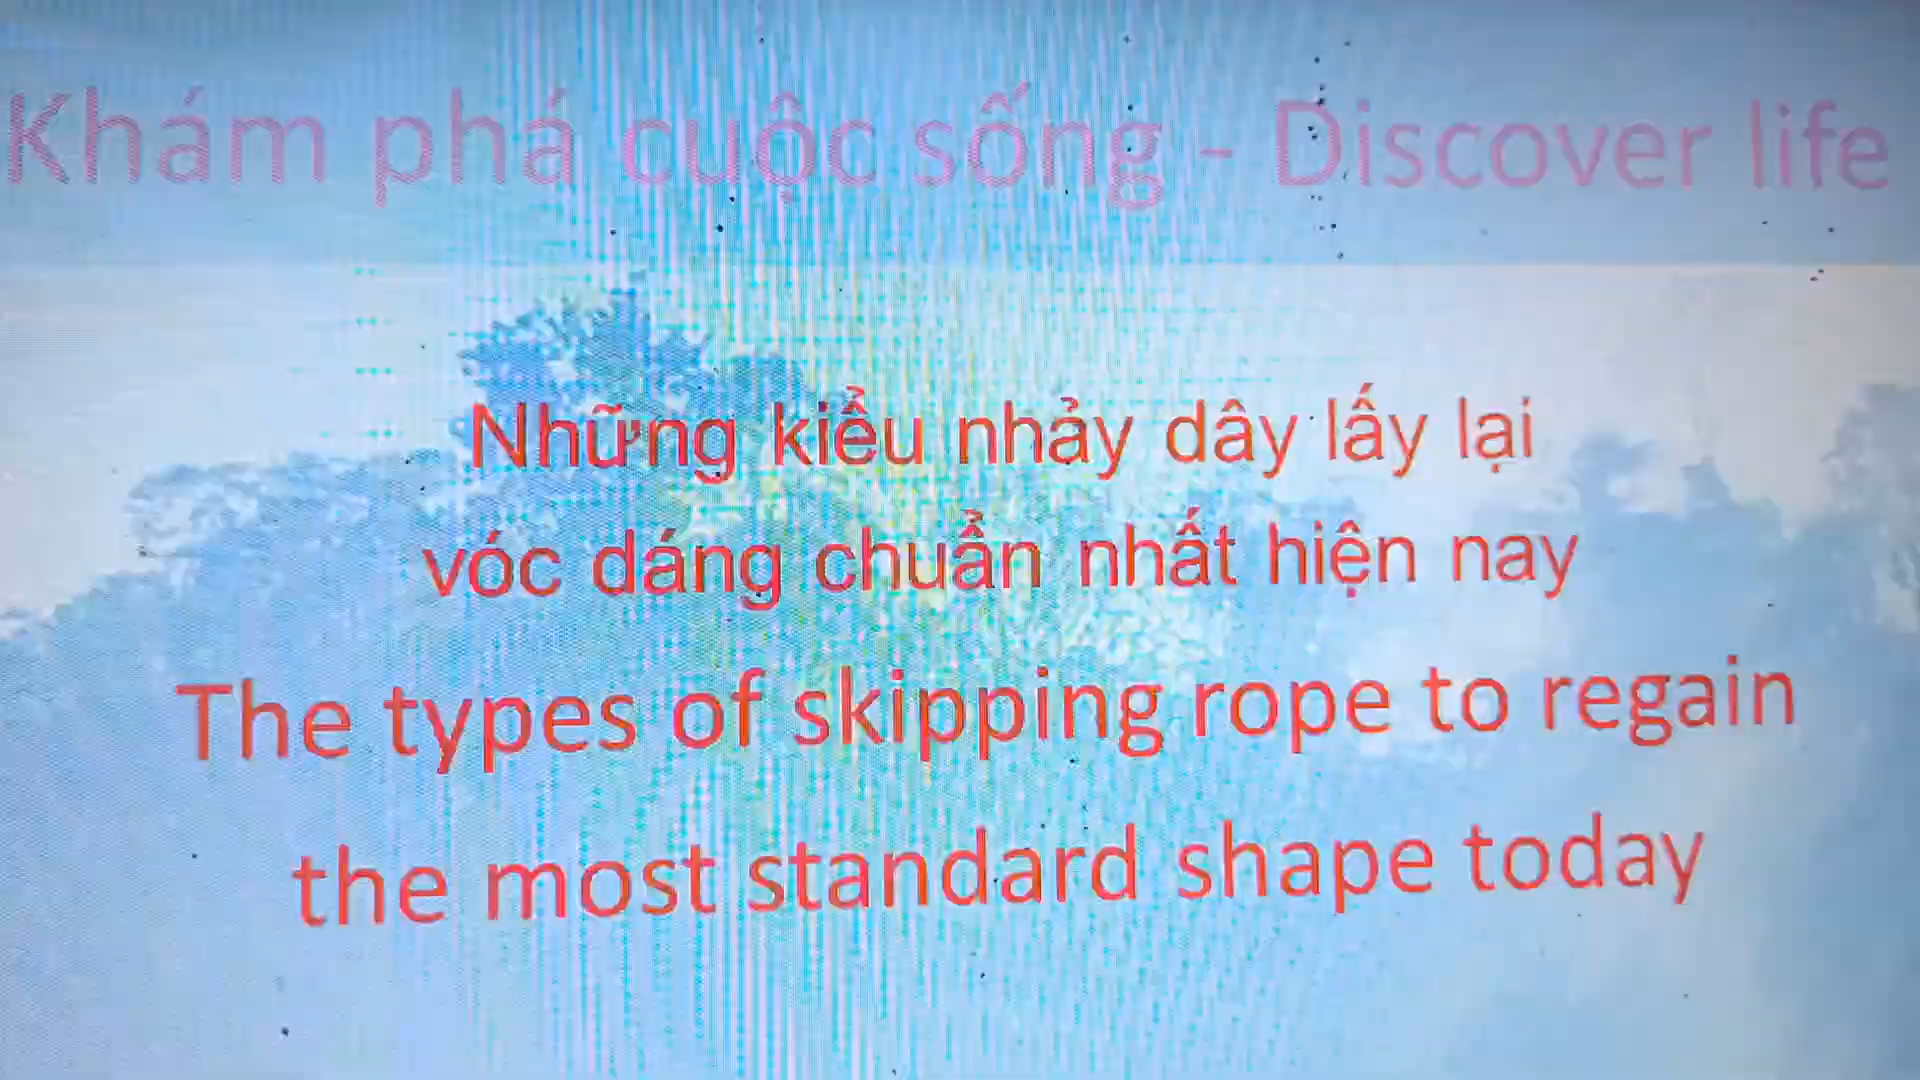 Khám phá cuộc sống - Discover life
Những kiểu nhảy dây lấy lại
vóc dáng chuẩn nhất hiện nay
The types of skipping rope to regain
the most standard shape today